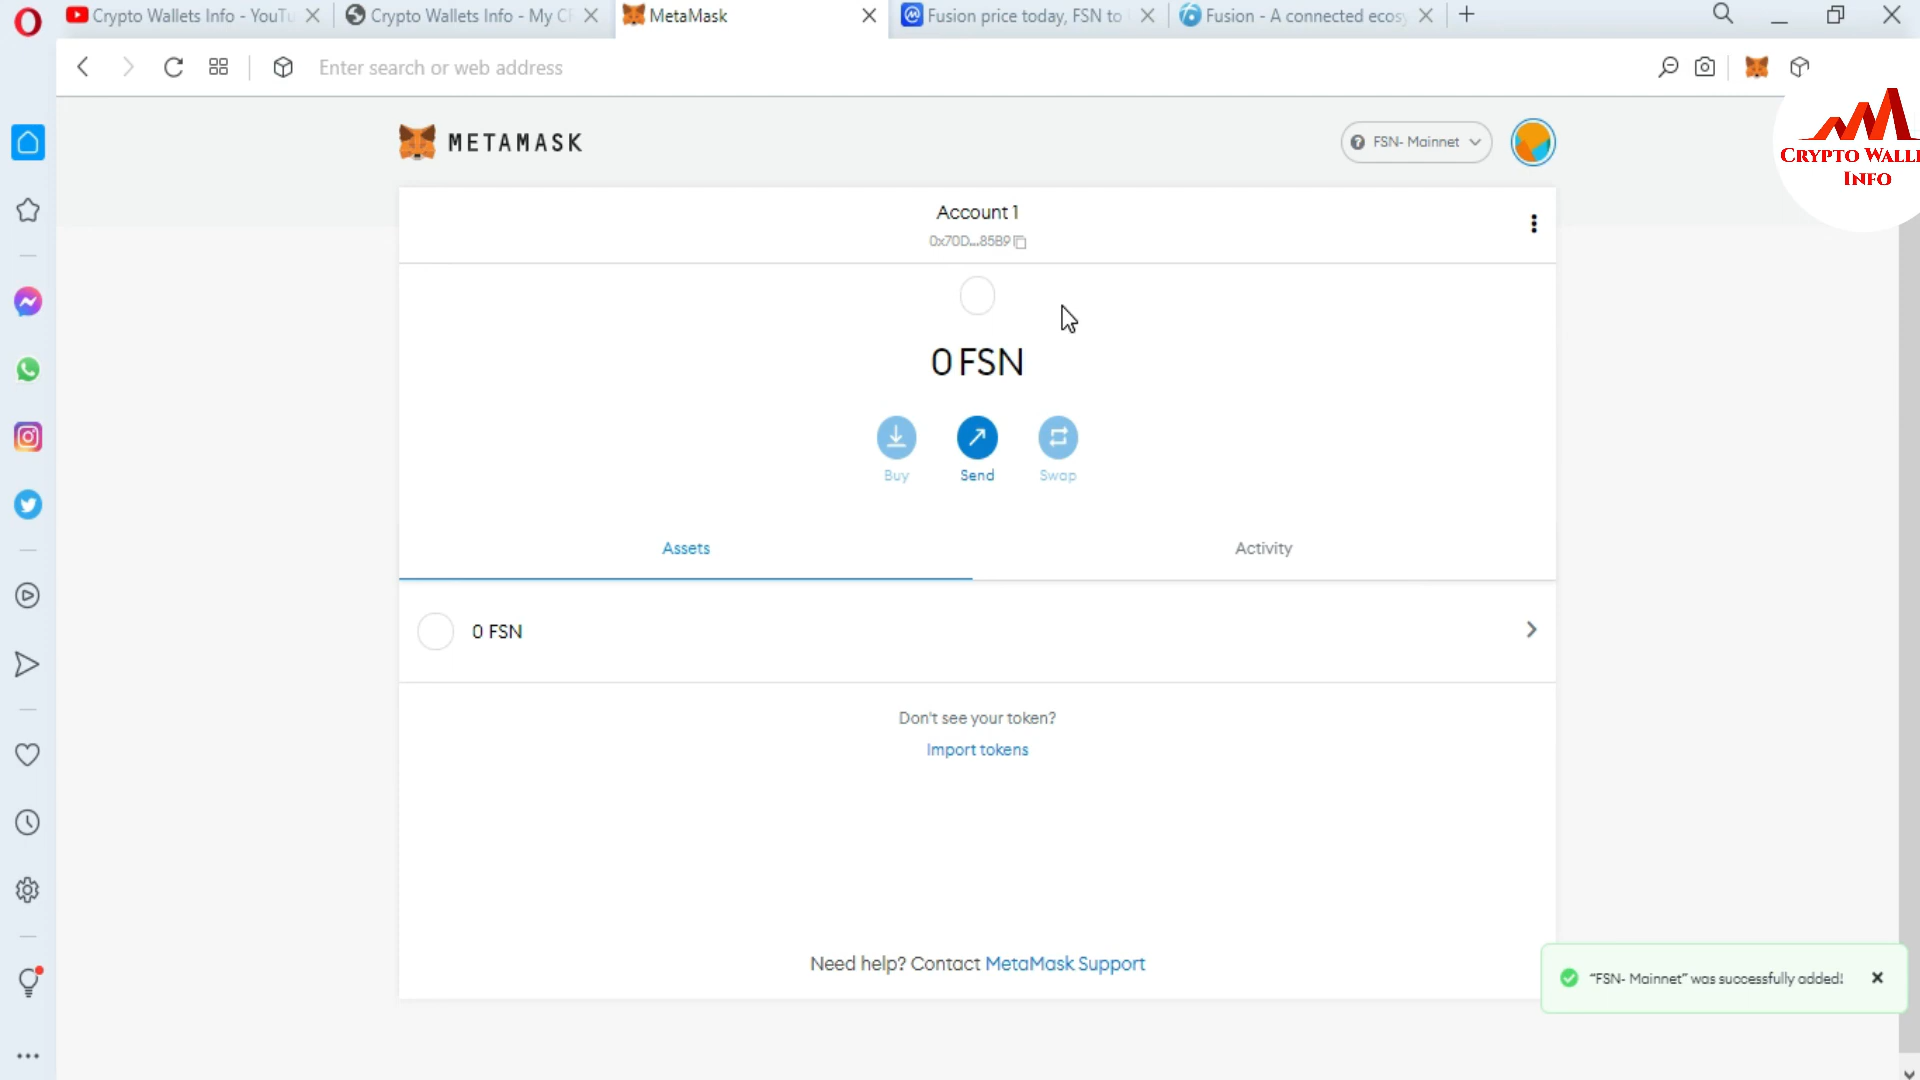 Crypto Wallets Info - YouTu
Crypto Wallets Info - My C
MetaMask
Fusion price today, FSN to
Fusion - A connected ecos
Enter search or web address
METAMASK
FSN- Mainnet
CRYPTO WALLE
INFO
Account 1
0x70D...85B9
0 FSN
Buy
Send
Swap
Assets
Activity
0 FSN
Don't see your token?
Import tokens
Need help? Contact MetaMask Support
"FSN- Mainnet" was successfully added!